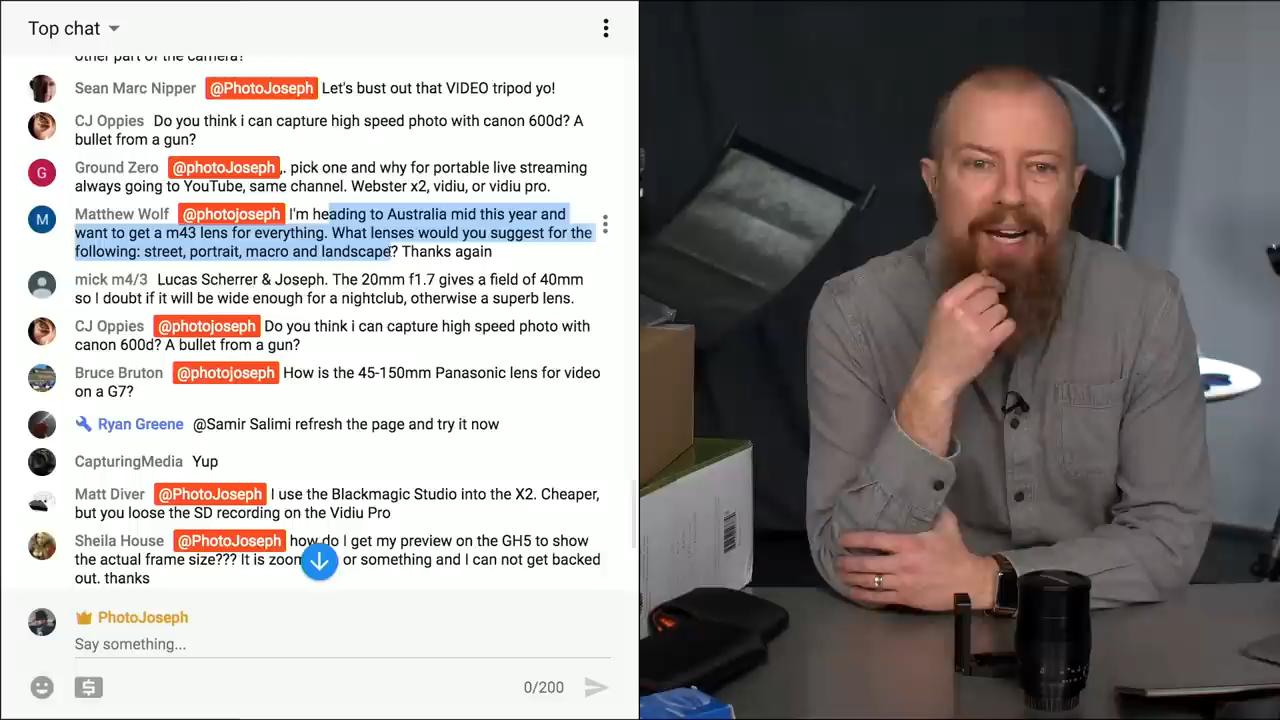 Top chat
other part of the camera?
Sean Marc Nipper @PhotoJoseph Let's bust out that VIDEO tripod yo!
CJ Oppies Do you think i can capture high speed photo with canon 600d? A
bullet from a gun?
G
Ground Zero @photoJoseph,. pick one and why for portable live streaming
always going to YouTube, same channel. Webster x2, vidiu, or vidiu pro.
M
Matthew Wolf @photojoseph I'm heading to Australia mid this year and
want to get a m43 lens for everything. What lenses would you suggest for the
following: street, portrait, macro and landscape? Thanks again
mick m4/3 Lucas Scherrer & Joseph. The 20mm f1.7 gives a field of 40mm
so I doubt if it will be wide enough for a nightclub, otherwise a superb lens.
CJ Oppies @photojoseph Do you think i can capture high speed photo with
canon 600d? A bullet from a gun?
Bruce Bruton @photojoseph How is the 45-150mm Panasonic lens for video
on a G7?
Ryan Greene @Samir Salimi refresh the page and try it now
CapturingMedia Yup
Matt Diver @PhotoJoseph I use the Blackmagic Studio into the X2. Cheaper,
but you loose the SD recording on the Vidiu Pro
Sheila House @PhotoJoseph how do I get my preview on the GH5 to show
the actual frame size??? It is zoom or something and I can not get backed
out. thanks
PhotoJoseph
Say something...
0/200